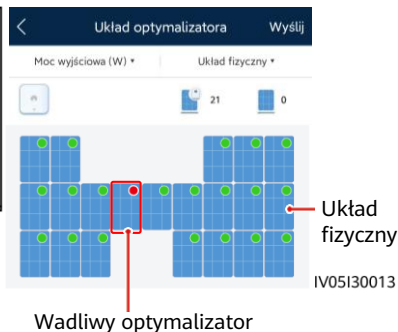 Układ optymalizatora Wyślij
Moc wyjściowa (W) Układ fizyczny
21 0
Układ
fizyczny
IV05I30013
Wadliwy optymalizator